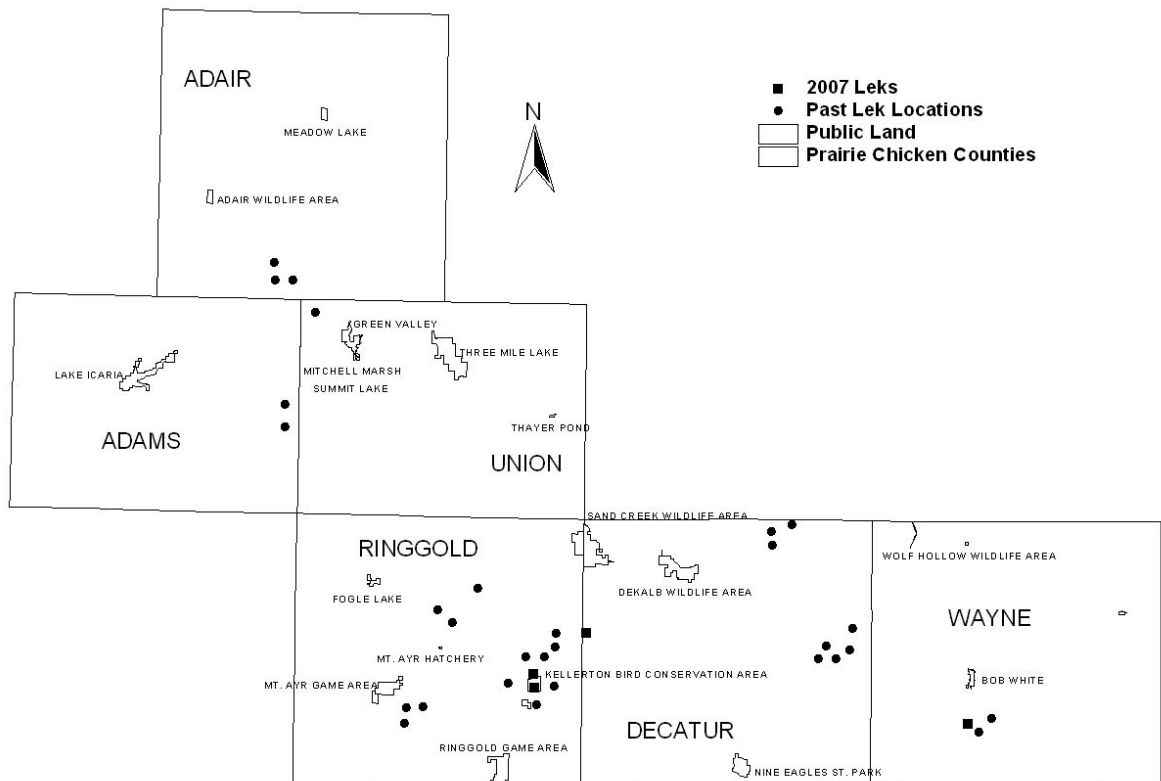 ADAIR
MEADOW LAKE
ADAIR WILDLIFE AREA
N
2007 Leks
Past Lek Locations
Public Land
Prairie Chicken Counties
GREEN VALLEY
THREE MILE LAKE
MITCHELL MARSH
SUMMIT LAKE
LAKE ICARIA
THAYER POND
ADAMS
UNION
SAND CREEK WILDLIFE AREA
RINGGOLD
WOLF HOLLOW WILDLIFE AREA
FOGLE LAKE
DEKALB WILDLIFE AREA
WAYNE
MT. AYR HATCHERY
KELLERTON BIRD CONSERVATION AREA
BOB WHITE
MT. AYR GAME AREA
DECATUR
RINGGOLD GAME AREA
NINE EAGLES ST. PARK